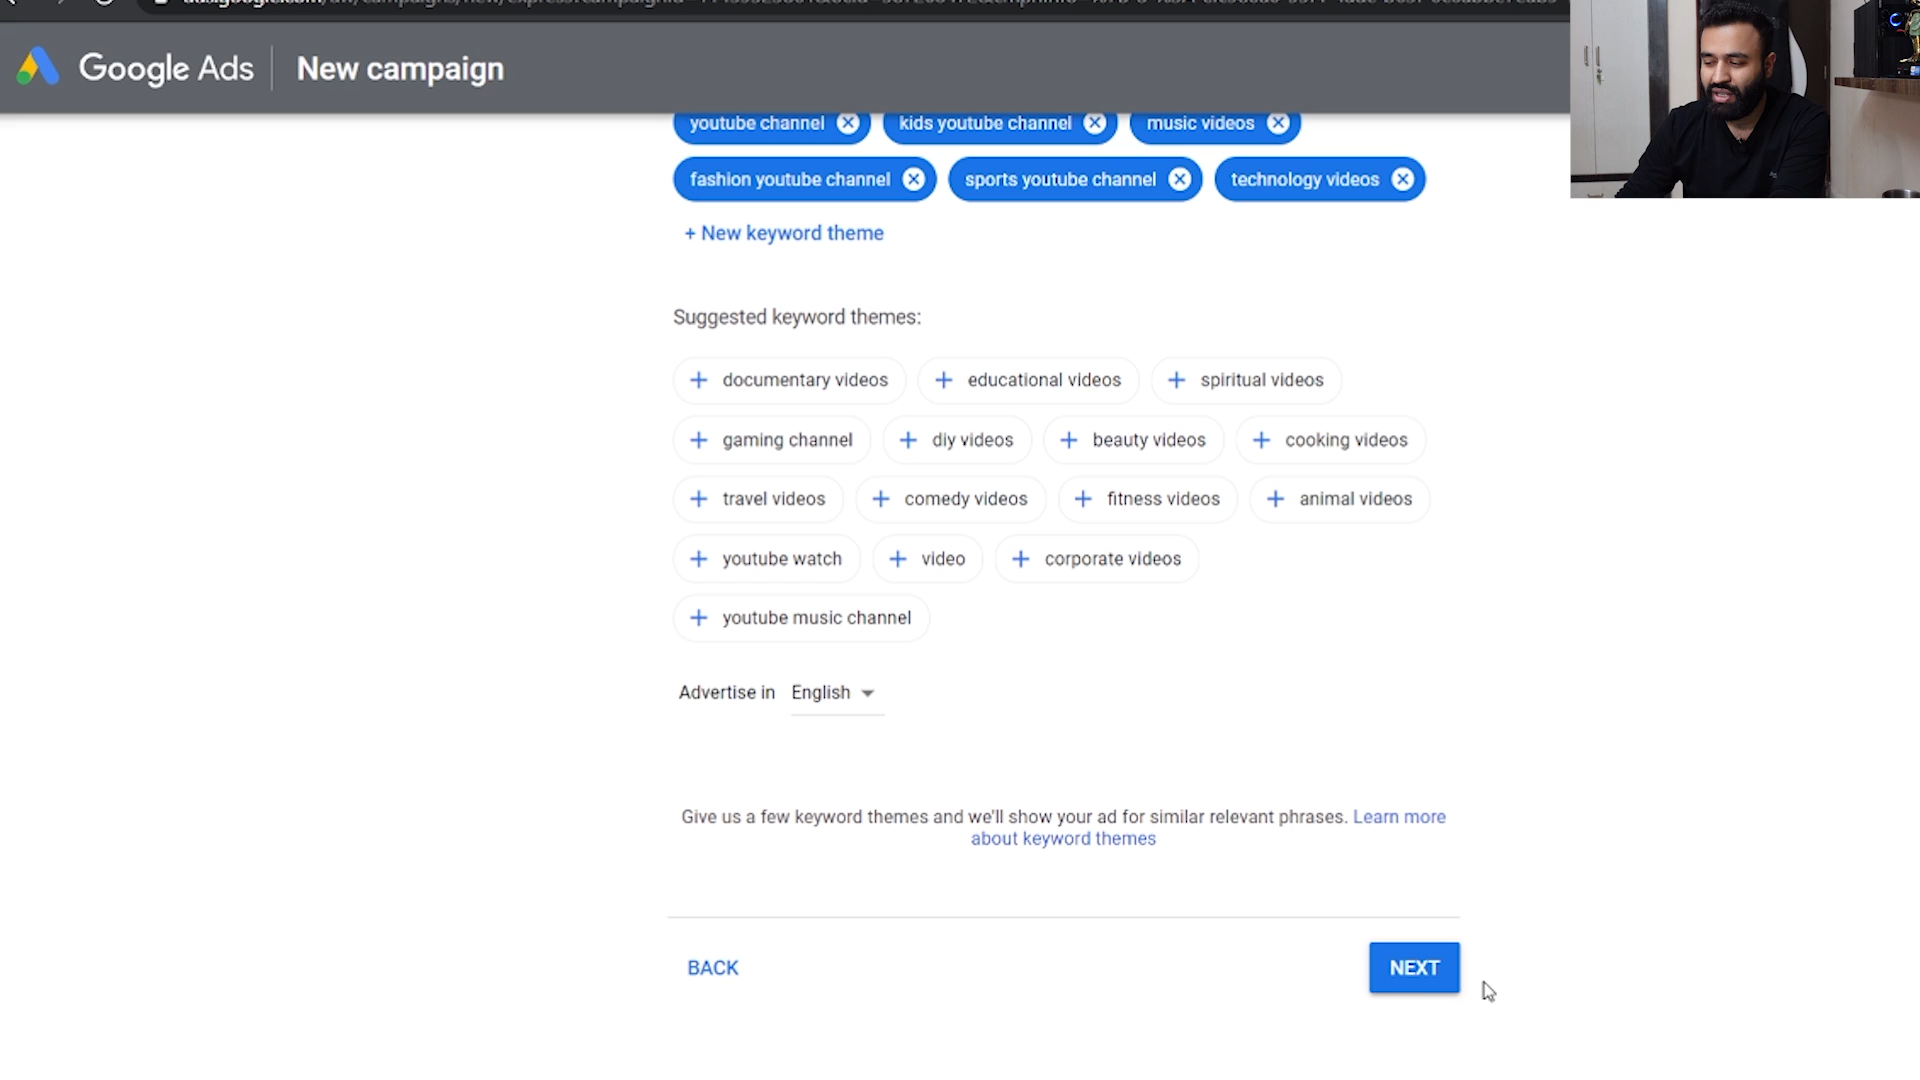 Google Ads New campaign
youtube channel kids youtube channel music videos
fashion youtube channel sports youtube channel technology videos
+ New keyword theme
Suggested keyword themes:
+ documentary videos + educational videos + spiritual videos
+ gaming channel + diy videos + beauty videos + cooking videos
+ travel videos + comedy videos + fitness videos + animal videos
+ youtube watch + video + corporate videos
+ youtube music channel
Advertise in English
Give us a few keyword themes and we'll show your ad for similar relevant phrases. Learn more
about keyword themes
BACK NEXT